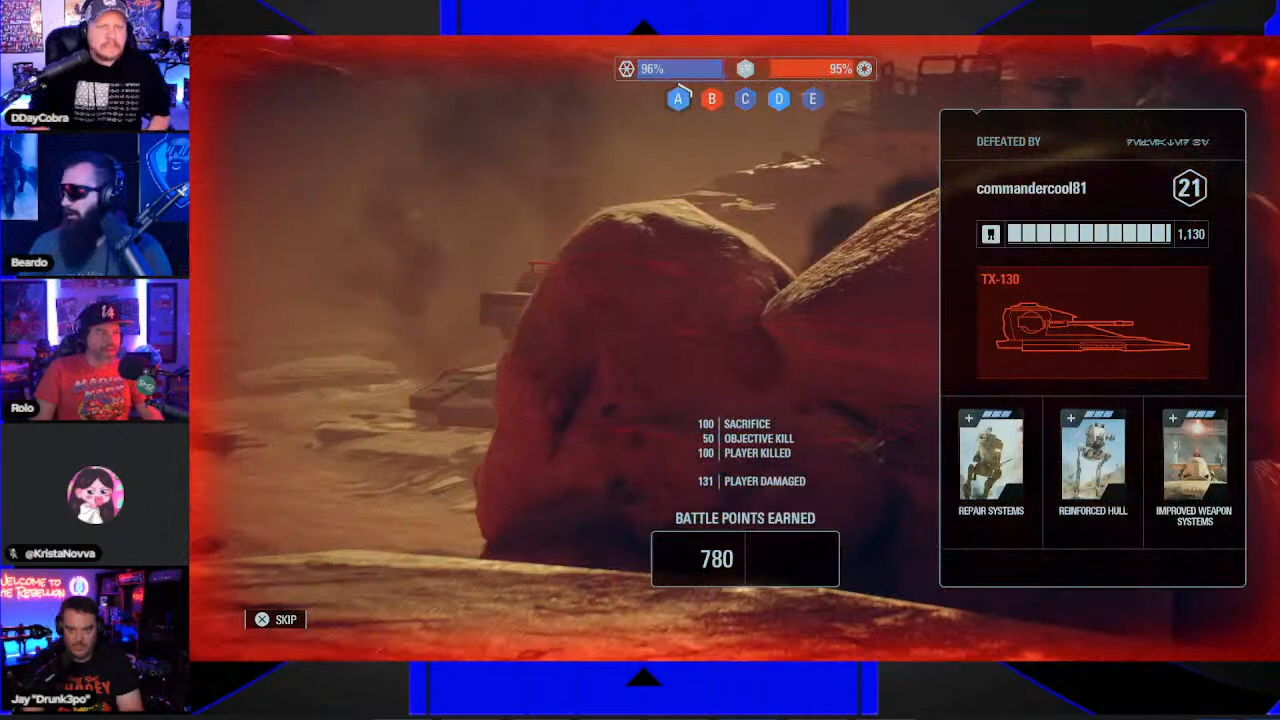 DDayCobra
Beardo
14
Rolo
@KristaNovva
WELCOME TO
THE REBELLION
Jay "Drunk3po"
96%
95%
A B C D E
DEFEATED BY
commandercool81
21
1,130
TX-130
100 SACRIFICE
50 OBJECTIVE KILL
100 PLAYER KILLED
131 PLAYER DAMAGED
BATTLE POINTS EARNED
780
REPAIR SYSTEMS
REINFORCED HULL
IMPROVED WEAPON
SYSTEMS
SKIP